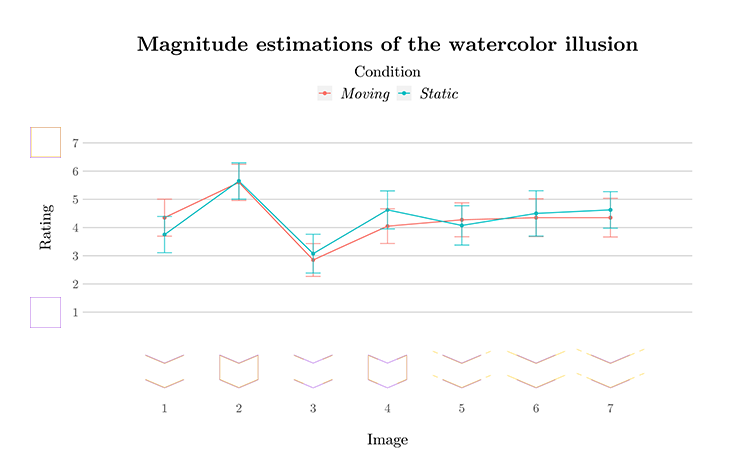 Magnitude estimations of the watercolor illusion
Condition
Moving Static
7
6
5
4
3
2
1
Rating
1 2 3 4 5 6 7
Image